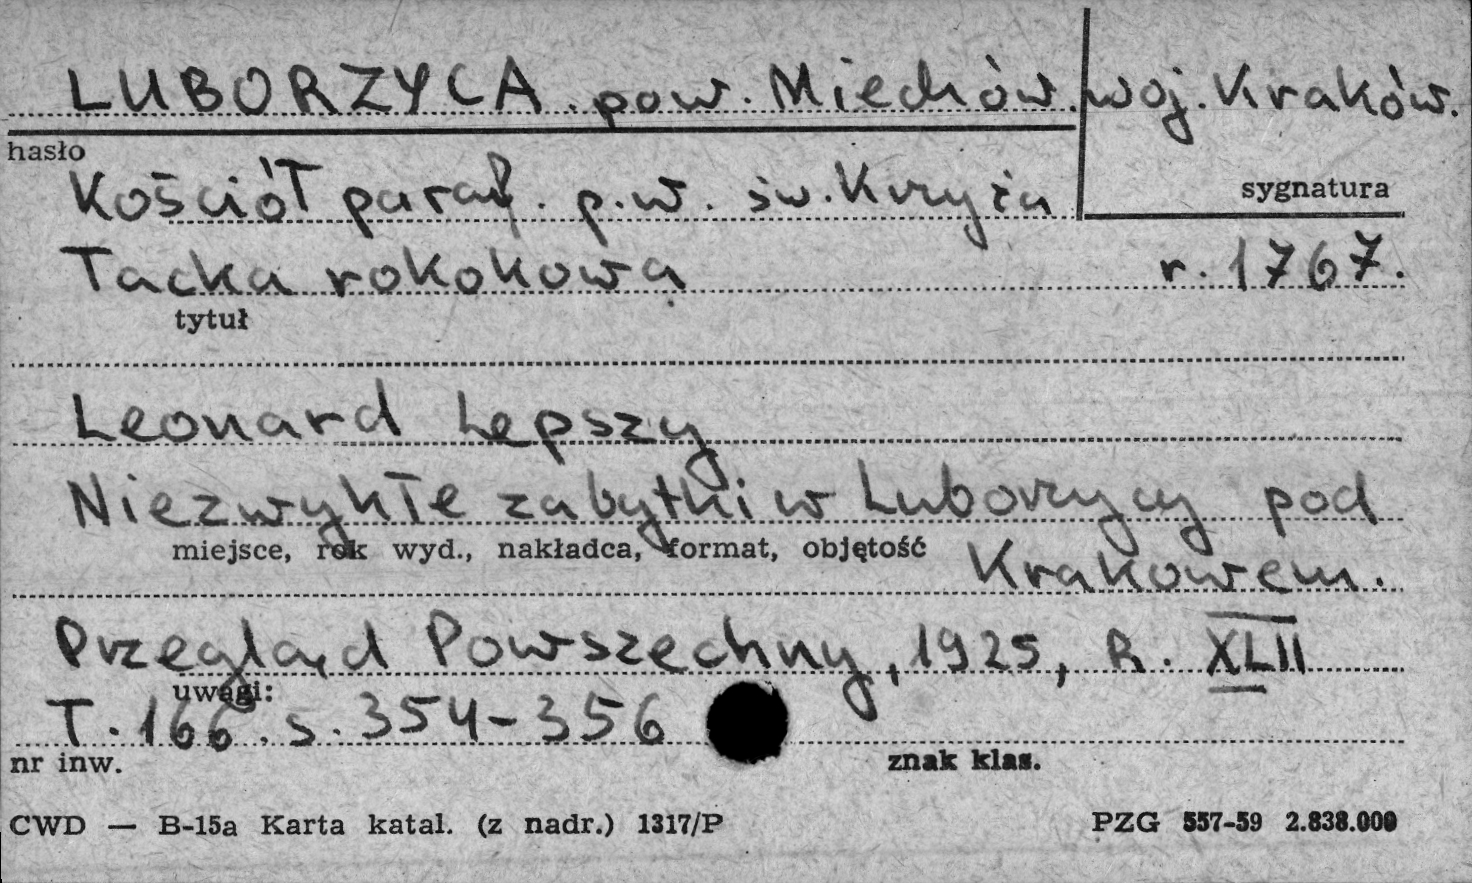 LUBORZYCA. pow. Miechów. woj. Kraków.
hasło
Kościół paraf. p.w. św. Krzyża
sygnatura
Tacka rokokowa r. 1767.
tytuł
Leonard Lepszy
Niezwykłe zabytki w Luborzycy pod
miejsce, rok wyd., nakładca, format, objętość
Krakowem.
Przegląd Powszechny, 1925, R. XLII
uwagi:
T. 166. s. 354-356
nr inw. znak klas.
CWD — B-15a Karta katal. (z nadr.) 1317/P PZG 557-59 2.838.000